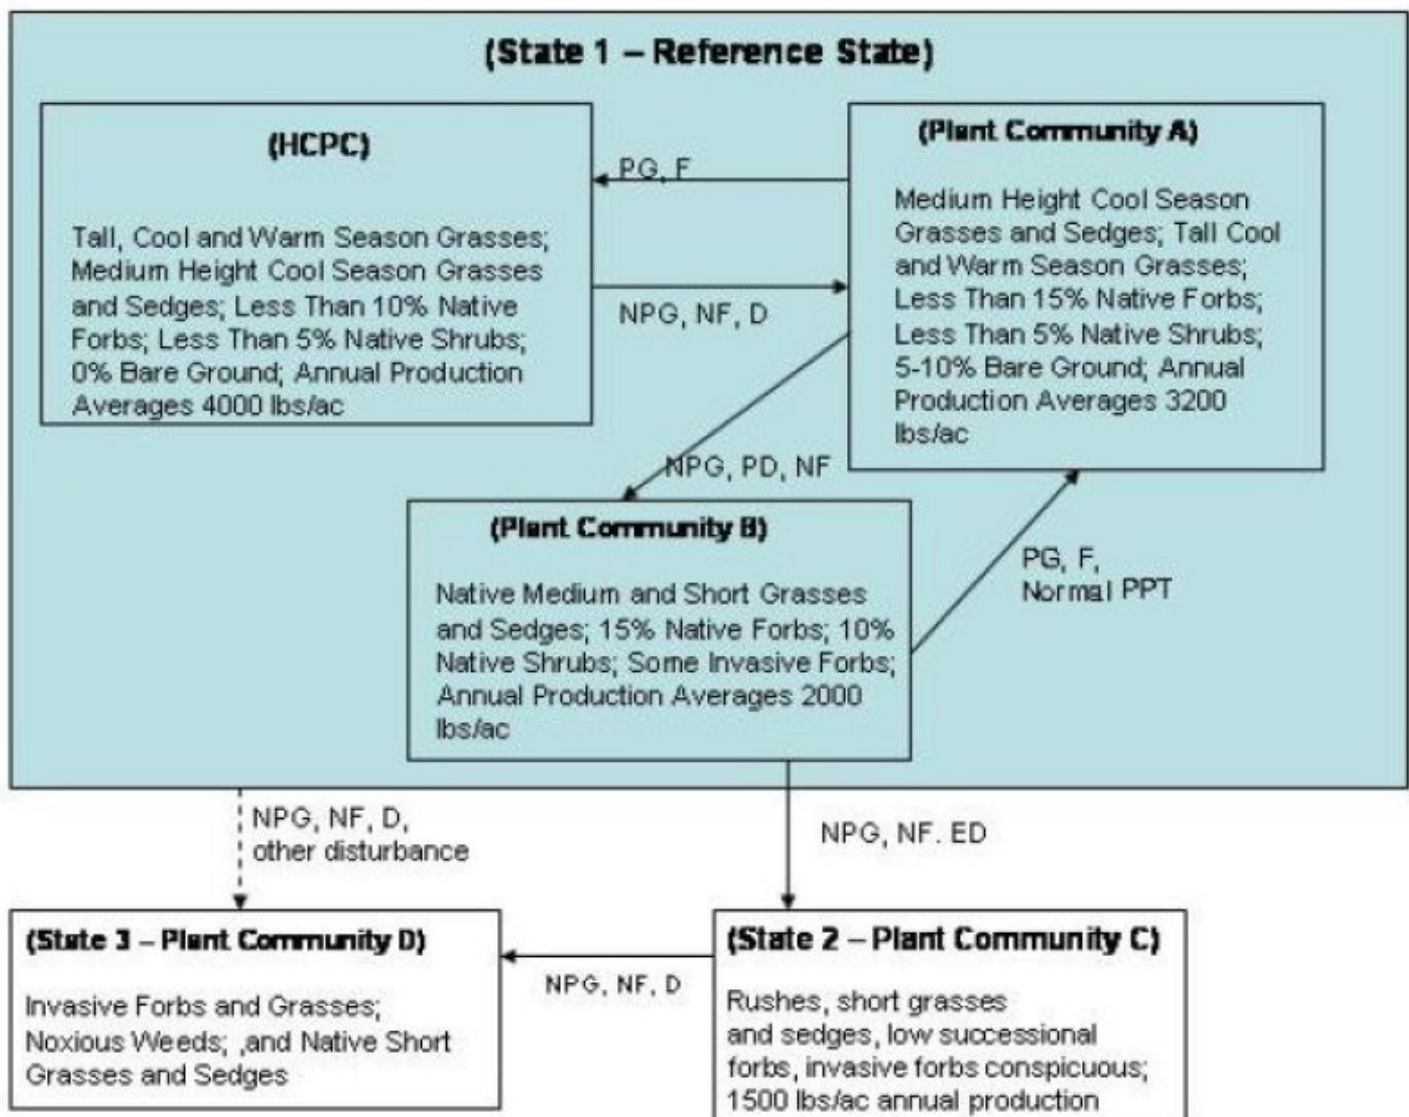 (State 1 – Reference State)
(HCPC)
Tall, Cool and Warm Season Grasses;
Medium Height Cool Season Grasses
and Sedges; Less Than 10% Native
Forbs; Less Than 5% Native Shrubs;
0% Bare Ground; Annual Production
Averages 4000 lbs/ac
PG, F
NPG, NF, D
(Plant Community A)
Medium Height Cool Season
Grasses and Sedges; Tall Cool
and Warm Season Grasses;
Less Than 15% Native Forbs;
Less Than 5% Native Shrubs;
5-10% Bare Ground; Annual
Production Averages 3200
lbs/ac
NPG, PD, NF
(Plant Community B)
Native Medium and Short Grasses
and Sedges; 15% Native Forbs; 10%
Native Shrubs; Some Invasive Forbs;
Annual Production Averages 2000
lbs/ac
PG, F,
Normal PPT
NPG, NF, D,
other disturbance
NPG, NF. ED
(State 3 – Plant Community D)
Invasive Forbs and Grasses;
Noxious Weeds; ,and Native Short
Grasses and Sedges
NPG, NF, D
(State 2 – Plant Community C)
Rushes, short grasses
and sedges, low successional
forbs, invasive forbs conspicuous;
1500 lbs/ac annual production